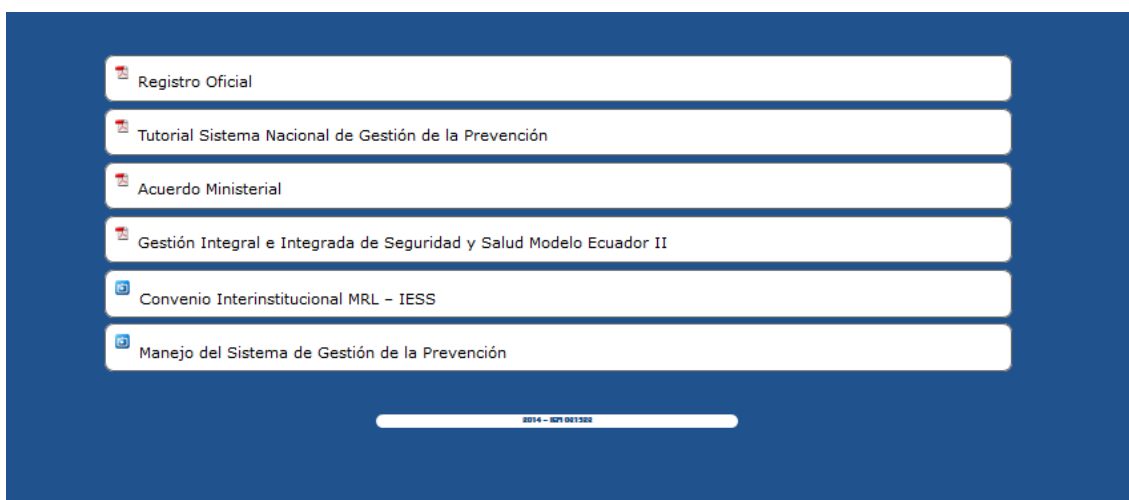 Registro Oficial
Tutorial Sistema Nacional de Gestión de la Prevención
Acuerdo Ministerial
Gestión Integral e Integrada de Seguridad y Salud Modelo Ecuador II
Convenio Interinstitucional MRL – IESS
Manejo del Sistema de Gestión de la Prevención
2014 –